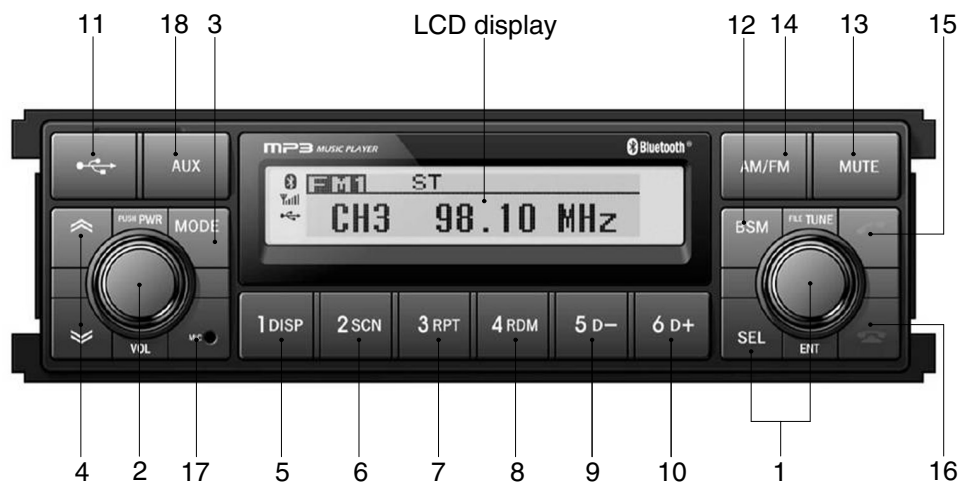 11 18 3 LCD display 12 14 13 15
MP3 MUSIC PLAYER Bluetooth®
AUX AM/FM MUTE
FM1 ST
CH3 98.10 MHz
PUSH PWR MODE BSM FILE TUNE
1 DISP 2 SCN 3 RPT 4 RDM 5 D− 6 D+
VOL MIC SEL ENT
4 2 17 5 6 7 8 9 10 1 16